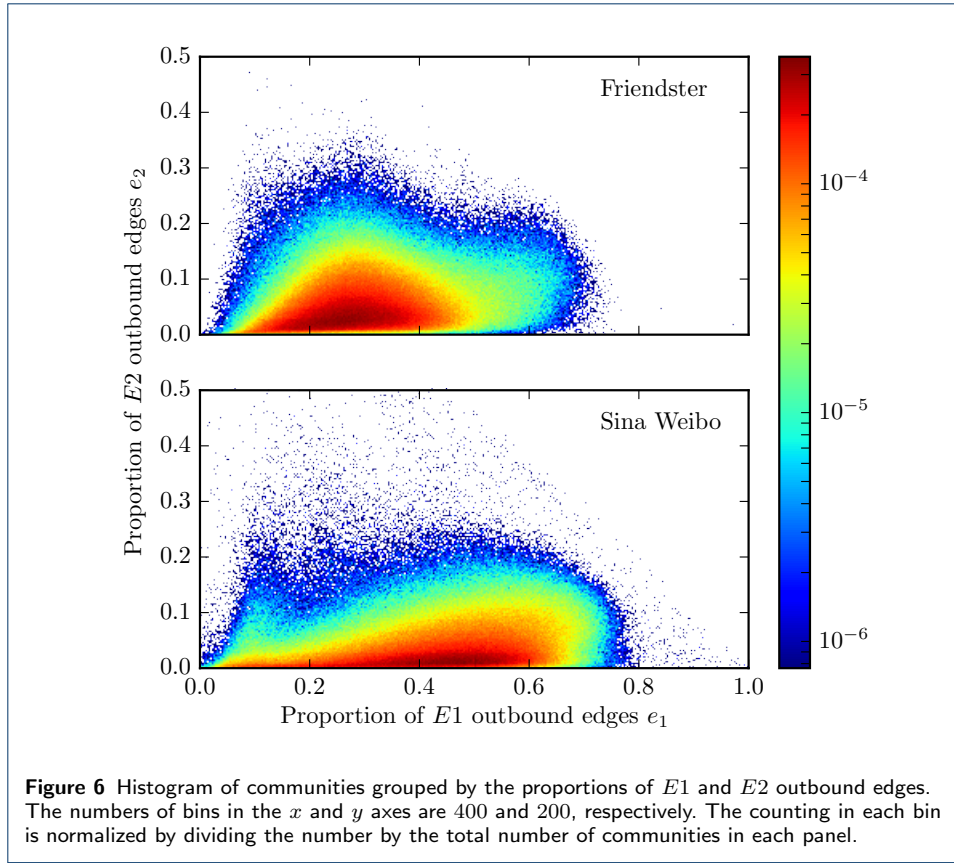 0.5
Friendster
0.4
0.3
0.2
0.1
0.0
0.5
Sina Weibo
0.4
0.3
0.2
0.1
0.0
0.0 0.2 0.4 0.6 0.8 1.0
Proportion of E1 outbound edges e₁
Proportion of E2 outbound edges e₂
10⁻⁴
10⁻⁵
10⁻⁶
Figure 6 Histogram of communities grouped by the proportions of E1 and E2 outbound edges.
The numbers of bins in the x and y axes are 400 and 200, respectively. The counting in each bin
is normalized by dividing the number by the total number of communities in each panel.